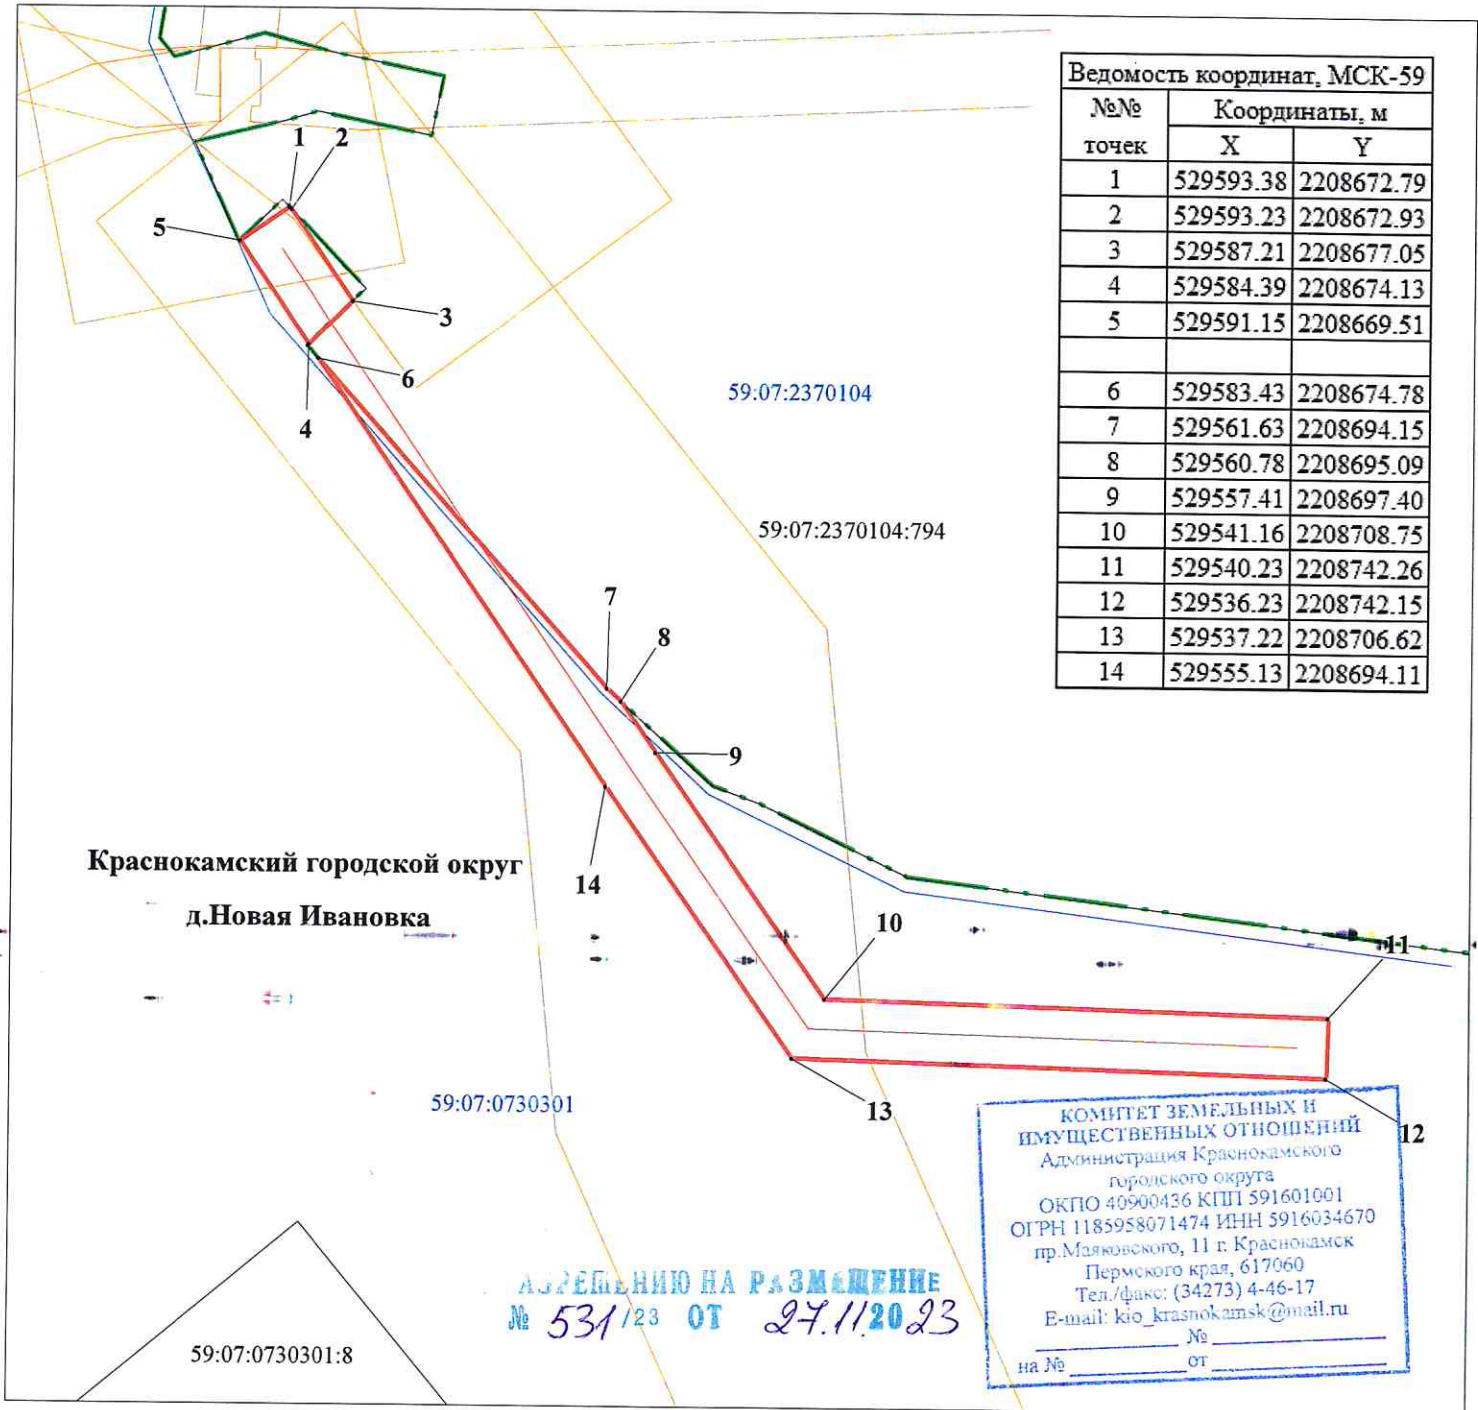 Ведомость координат, МСК-59
№№ точек Координаты, м
X Y
1 529593.38 2208672.79
2 529593.23 2208672.93
3 529587.21 2208677.05
4 529584.39 2208674.13
5 529591.15 2208669.51
6 529583.43 2208674.78
7 529561.63 2208694.15
8 529560.78 2208695.09
9 529557.41 2208697.40
10 529541.16 2208708.75
11 529540.23 2208742.26
12 529536.23 2208742.15
13 529537.22 2208706.62
14 529555.13 2208694.11
1
2
5
3
6
4
59:07:2370104
59:07:2370104:794
7
8
9
Краснокамский городской округ
д.Новая Ивановка
14
10
11
59:07:0730301
13
12
КОМИТЕТ ЗЕМЕЛЬНЫХ И
ИМУЩЕСТВЕННЫХ ОТНОШЕНИЙ
Администрация Краснокамского
городского округа
ОКПО 40900436 КПП 591601001
ОГРН 1185958071474 ИНН 5916034670
пр.Маяковского, 11 г. Краснокамск
Пермского края, 617060
Тел./факс: (34273) 4-46-17
E-mail: kio_krasnokamsk@mail.ru
№
на № от
АЗРЕШЕНИЮ НА РАЗМЕЩЕНИЕ
№ 531/23 ОТ 27.11.2023
59:07:0730301:8